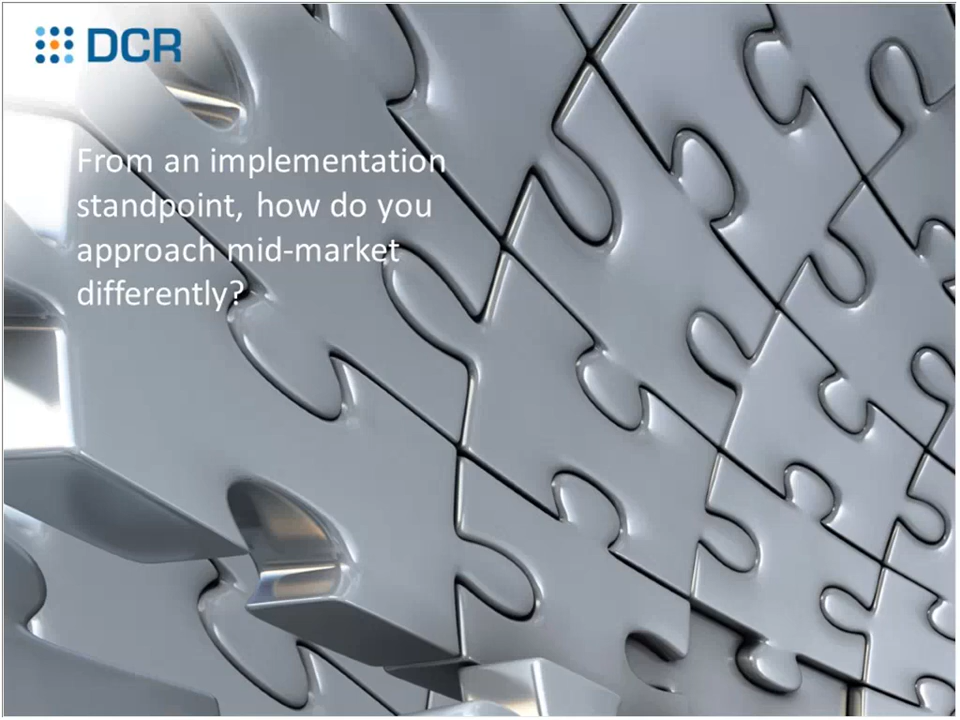 DCR
From an implementation
standpoint, how do you
approach mid-market
differently?